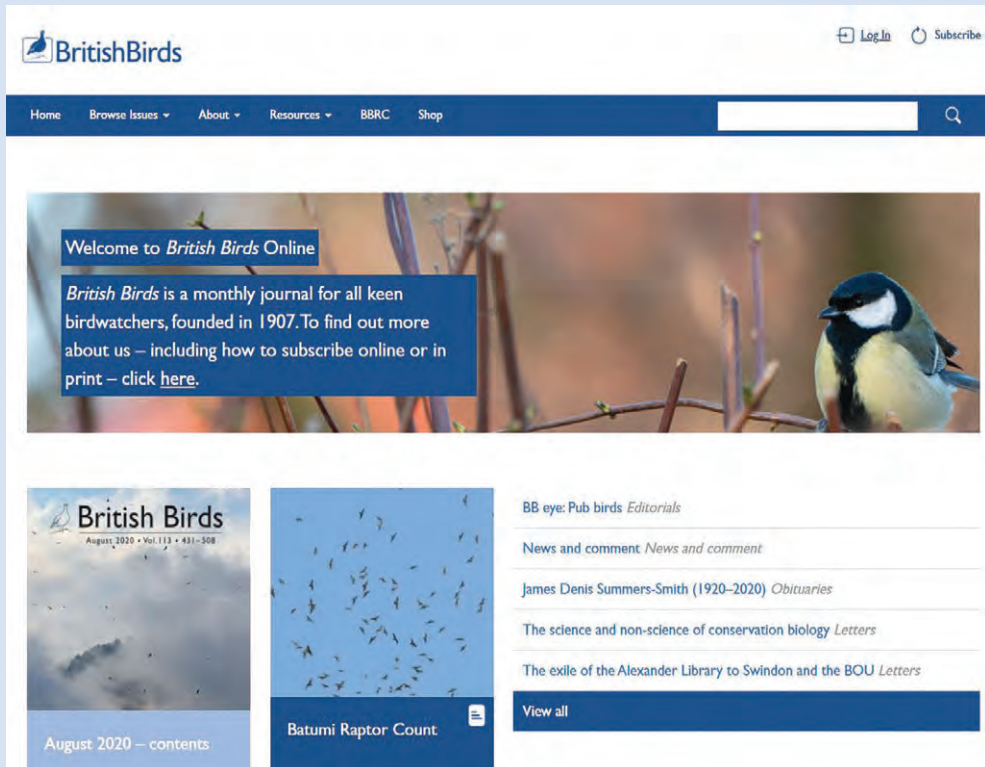 BritishBirds
Log In Subscribe
Home Browse Issues About Resources BBRC Shop
Welcome to British Birds Online
British Birds is a monthly journal for all keen
birdwatchers, founded in 1907. To find out more
about us – including how to subscribe online or in
print – click here.
British Birds
August 2020 • Vol. 113 • 431–508
August 2020 – contents
Batumi Raptor Count
BB eye: Pub birds Editorials
News and comment News and comment
James Denis Summers-Smith (1920–2020) Obituaries
The science and non-science of conservation biology Letters
The exile of the Alexander Library to Swindon and the BOU Letters
View all